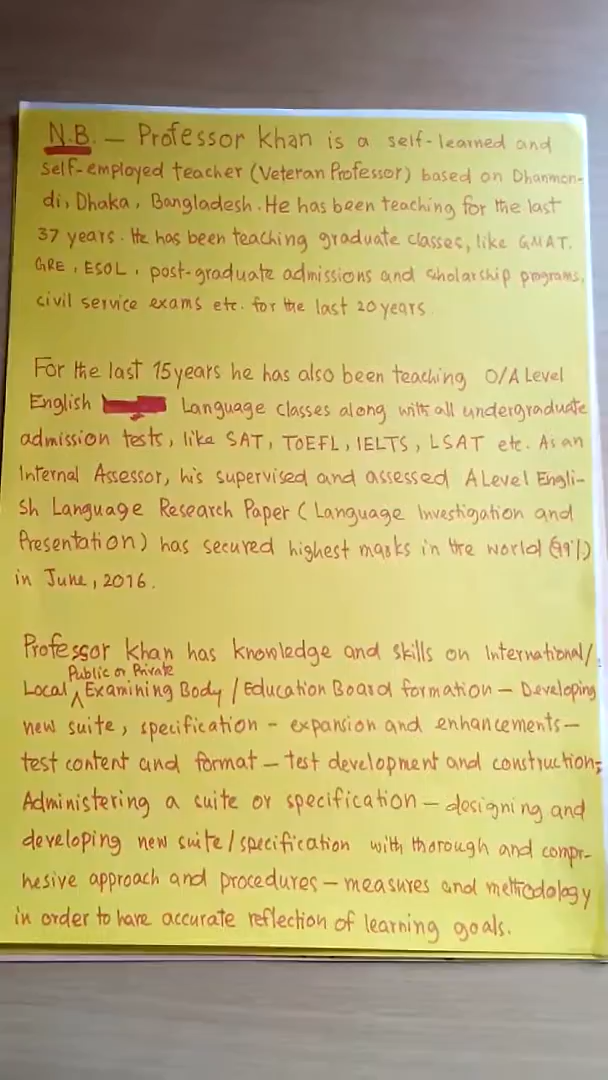 N.B. — Professor Khan is a self-learned and
self-employed teacher (Veteran Professor) based on Dhanmon-
di, Dhaka, Bangladesh. He has been teaching for the last
37 years. He has been teaching graduate classes, like GMAT,
GRE, ESOL, post-graduate admissions and scholarship programs,
civil service exams etc. for the last 20 years.
For the last 15 years he has also been teaching O/A Level
English Language classes along with all undergraduate
admission tests, like SAT, TOEFL, IELTS, LSAT etc. As an
Internal Assessor, his supervised and assessed A Level Engli-
sh Language Research Paper (Language Investigation and
Presentation) has secured highest marks in the world (99%)
in June, 2016.
Professor Khan has knowledge and skills on International/
Public or Private
Local ^ Examining Body / Education Board formation — Developing
new suite, specification - expansion and enhancements —
test content and format — test development and construction;
Administering a suite or specification — designing and
developing new suite/specification with thorough and compr-
hesive approach and procedures — measures and methodology
in order to have accurate reflection of learning goals.